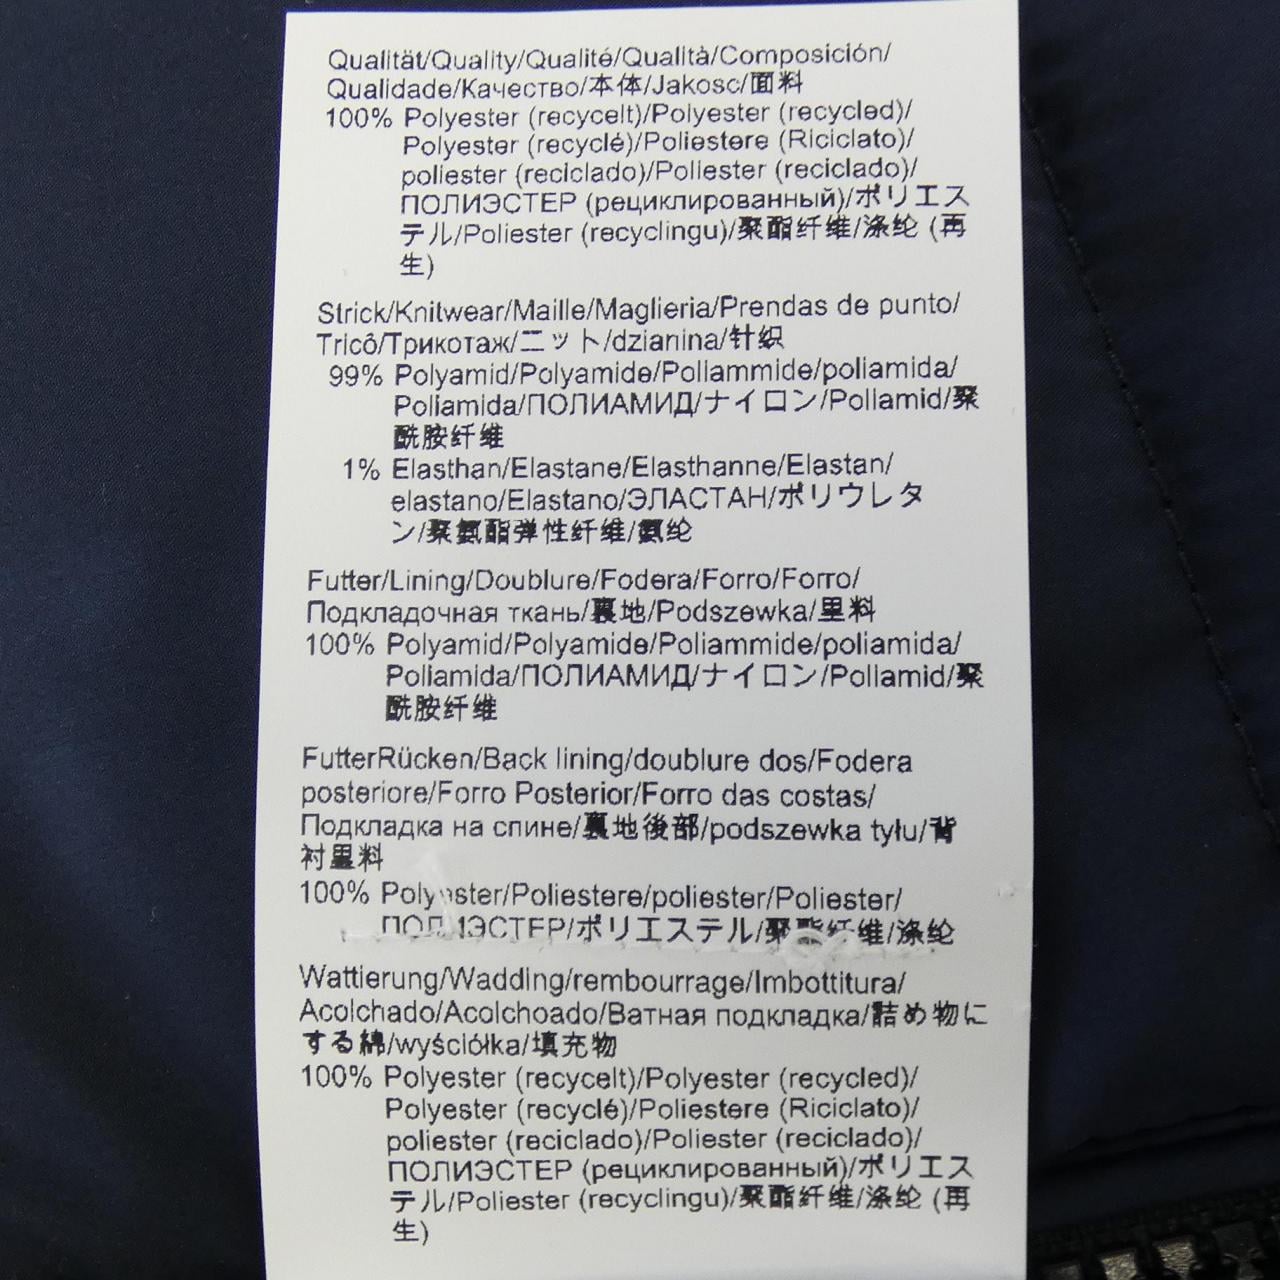 Qualität/Quality/Qualité/Qualità/Composición/
Qualidade/Качество/本体/Jakosc/面料
100% Polyester (recycelt)/Polyester (recycled)/
Polyester (recyclé)/Poliestere (Riciclato)/
poliester (reciclado)/Poliester (reciclado)/
ПОЛИЭСТЕР (рециклированный)/ポリエス
テル/Poliester (recyclingu)/聚酯纤维/涤纶 (再
生)
Strick/Knitwear/Maille/Maglieria/Prendas de punto/
Tricô/Трикотаж/ニット/dzianina/针织
99% Polyamid/Polyamide/Poliammide/poliamida/
Poliamida/ПОЛИАМИД/ナイロン/Poliamid/聚
酰胺纤维
1% Elasthan/Elastane/Elasthanne/Elastan/
elastano/Elastano/ЭЛАСТАН/ポリウレタ
ン/聚氨酯弹性纤维/氨纶
Futter/Lining/Doublure/Fodera/Forro/Forro/
Подкладочная ткань/裏地/Podszewka/里料
100% Polyamid/Polyamide/Poliammide/poliamida/
Poliamida/ПОЛИАМИД/ナイロン/Poliamid/聚
酰胺纤维
FutterRücken/Back lining/doublure dos/Fodera
posteriore/Forro Posterior/Forro das costas/
Подкладка на спине/裏地後部/podszewka tyłu/背
衬里料
100% Polyester/Poliestere/poliester/Poliester/
ПОЛИЭСТЕР/ポリエステル/聚酯纤维/涤纶
Wattierung/Wadding/rembourrage/Imbottitura/
Acolchado/Acolchoado/Ватная подкладка/詰め物に
する綿/wyściółka/填充物
100% Polyester (recycelt)/Polyester (recycled)/
Polyester (recyclé)/Poliestere (Riciclato)/
poliester (reciclado)/Poliester (reciclado)/
ПОЛИЭСТЕР (рециклированный)/ポリエス
テル/Poliester (recyclingu)/聚酯纤维/涤纶 (再
生)